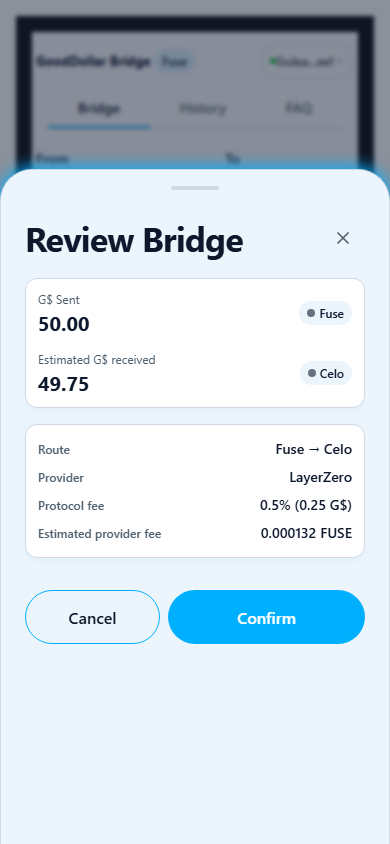 GoodDollar Bridge Fuse
Bridge History FAQ
From To
Review Bridge
G$ Sent
50.00
Fuse
Estimated G$ received
49.75
Celo
Route Fuse → Celo
Provider LayerZero
Protocol fee 0.5% (0.25 G$)
Estimated provider fee 0.000132 FUSE
Cancel Confirm